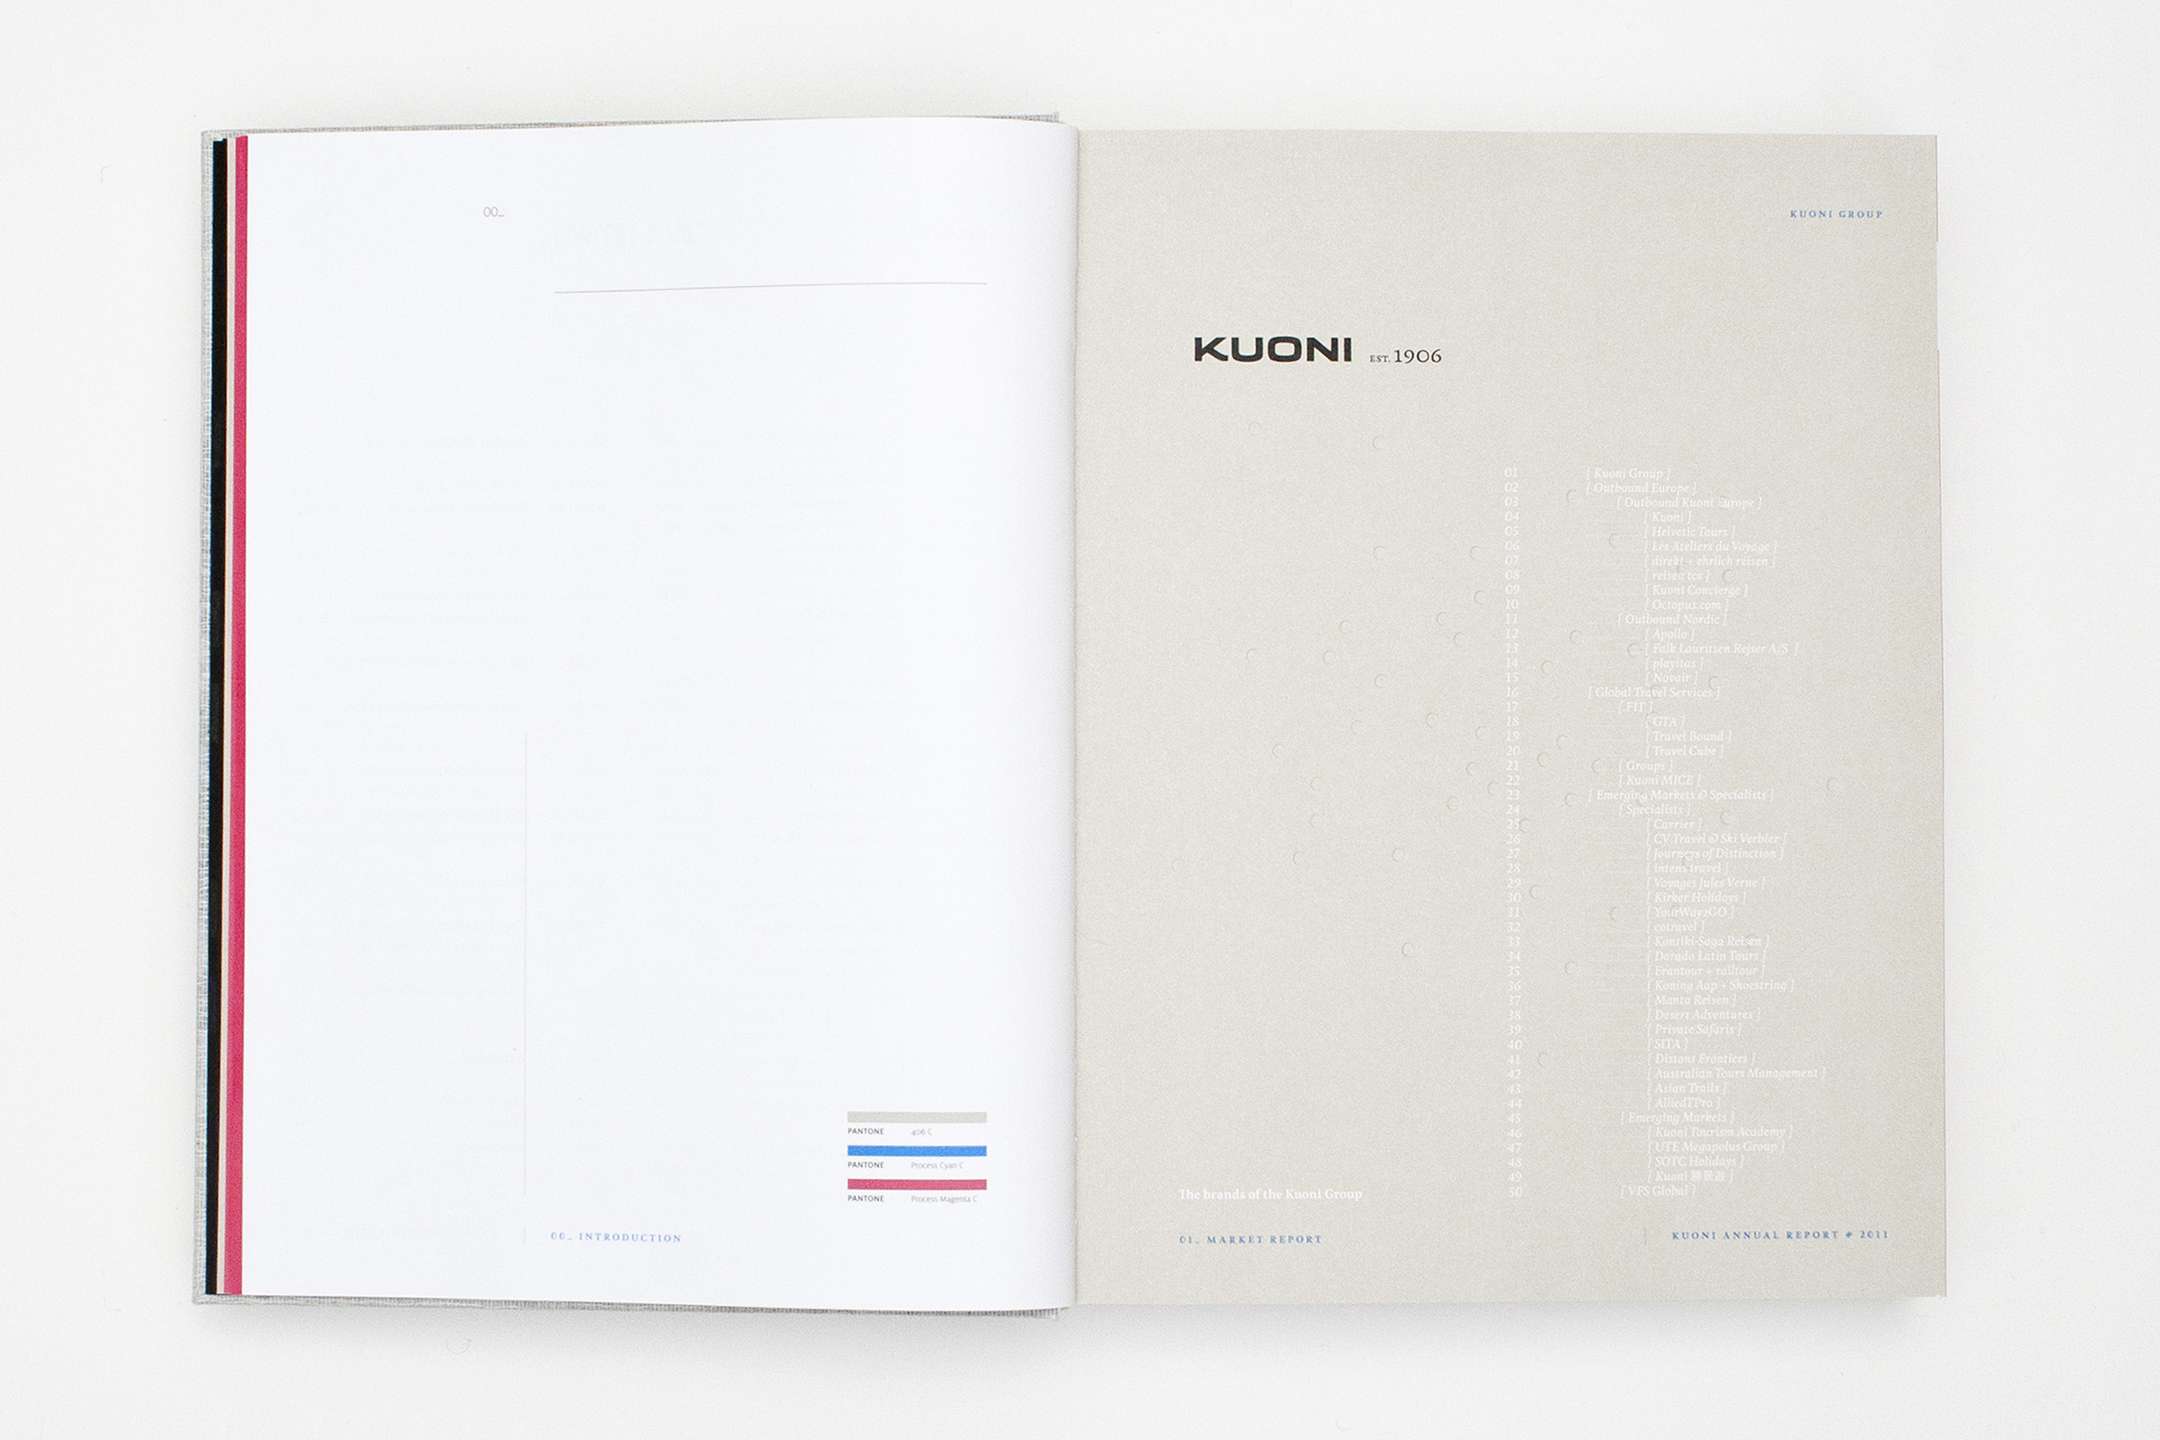 00_
PANTONE 406 C
PANTONE Process Cyan C
PANTONE Process Magenta C
00_ INTRODUCTION
KUONI GROUP
KUONI EST. 1906
01 [ Kuoni Group ]
02 [ Outbound Europe ]
03 [ Outbound Kuoni Europe ]
04 [ Kuoni ]
05 [ Helvetic Tours ]
06 [ Les Ateliers du Voyage ]
07 [ direkt + ehrlich reisen ]
08 [ reisen tcs ]
09 [ Kuoni Concierge ]
10 [ Octopus.com ]
11 [ Outbound Nordic ]
12 [ Apollo ]
13 [ Falk Lauritsen Rejser A/S ]
14 [ playitas ]
15 [ Novair ]
16 [ Global Travel Services ]
17 [ FIT ]
18 [ GTA ]
19 [ Travel Bound ]
20 [ Travel Cube ]
21 [ Groups ]
22 [ Kuoni MICE ]
23 [ Emerging Markets & Specialists ]
24 [ Specialists ]
25 [ Carrier ]
26 [ CV Travel & Ski Verbier ]
27 [ Journeys of Distinction ]
28 [ Intens Travel ]
29 [ Voyages Jules Verne ]
30 [ Kirker Holidays ]
31 [ YourWay2GO ]
32 [ cotravel ]
33 [ Kontiki-Saga Reisen ]
34 [ Dorado Latin Tours ]
35 [ Frantour + railtour ]
36 [ Koning Aap + Shoestring ]
37 [ Manta Reisen ]
38 [ Desert Adventures ]
39 [ Private Safaris ]
40 [ SITA ]
41 [ Distant Frontiers ]
42 [ Australian Tours Management ]
43 [ Asian Trails ]
44 [ AlliedTPro ]
45 [ Emerging Markets ]
46 [ Kuoni Tourism Academy ]
47 [ UTE Megapolus Group ]
48 [ SOTC Holidays ]
49 [ Kuoni ]
50 [ VFS Global ]
The brands of the Kuoni Group
01_ MARKET REPORT
KUONI ANNUAL REPORT # 2011